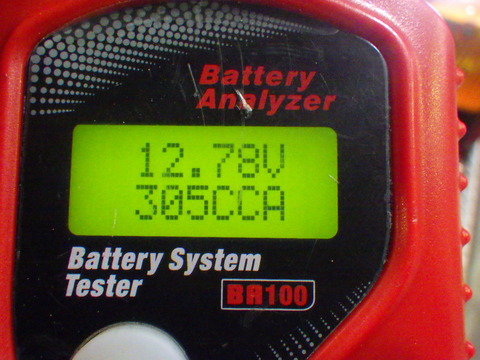 Battery
Analyzer
12.78V
305CCA
Battery System
Tester
BA100